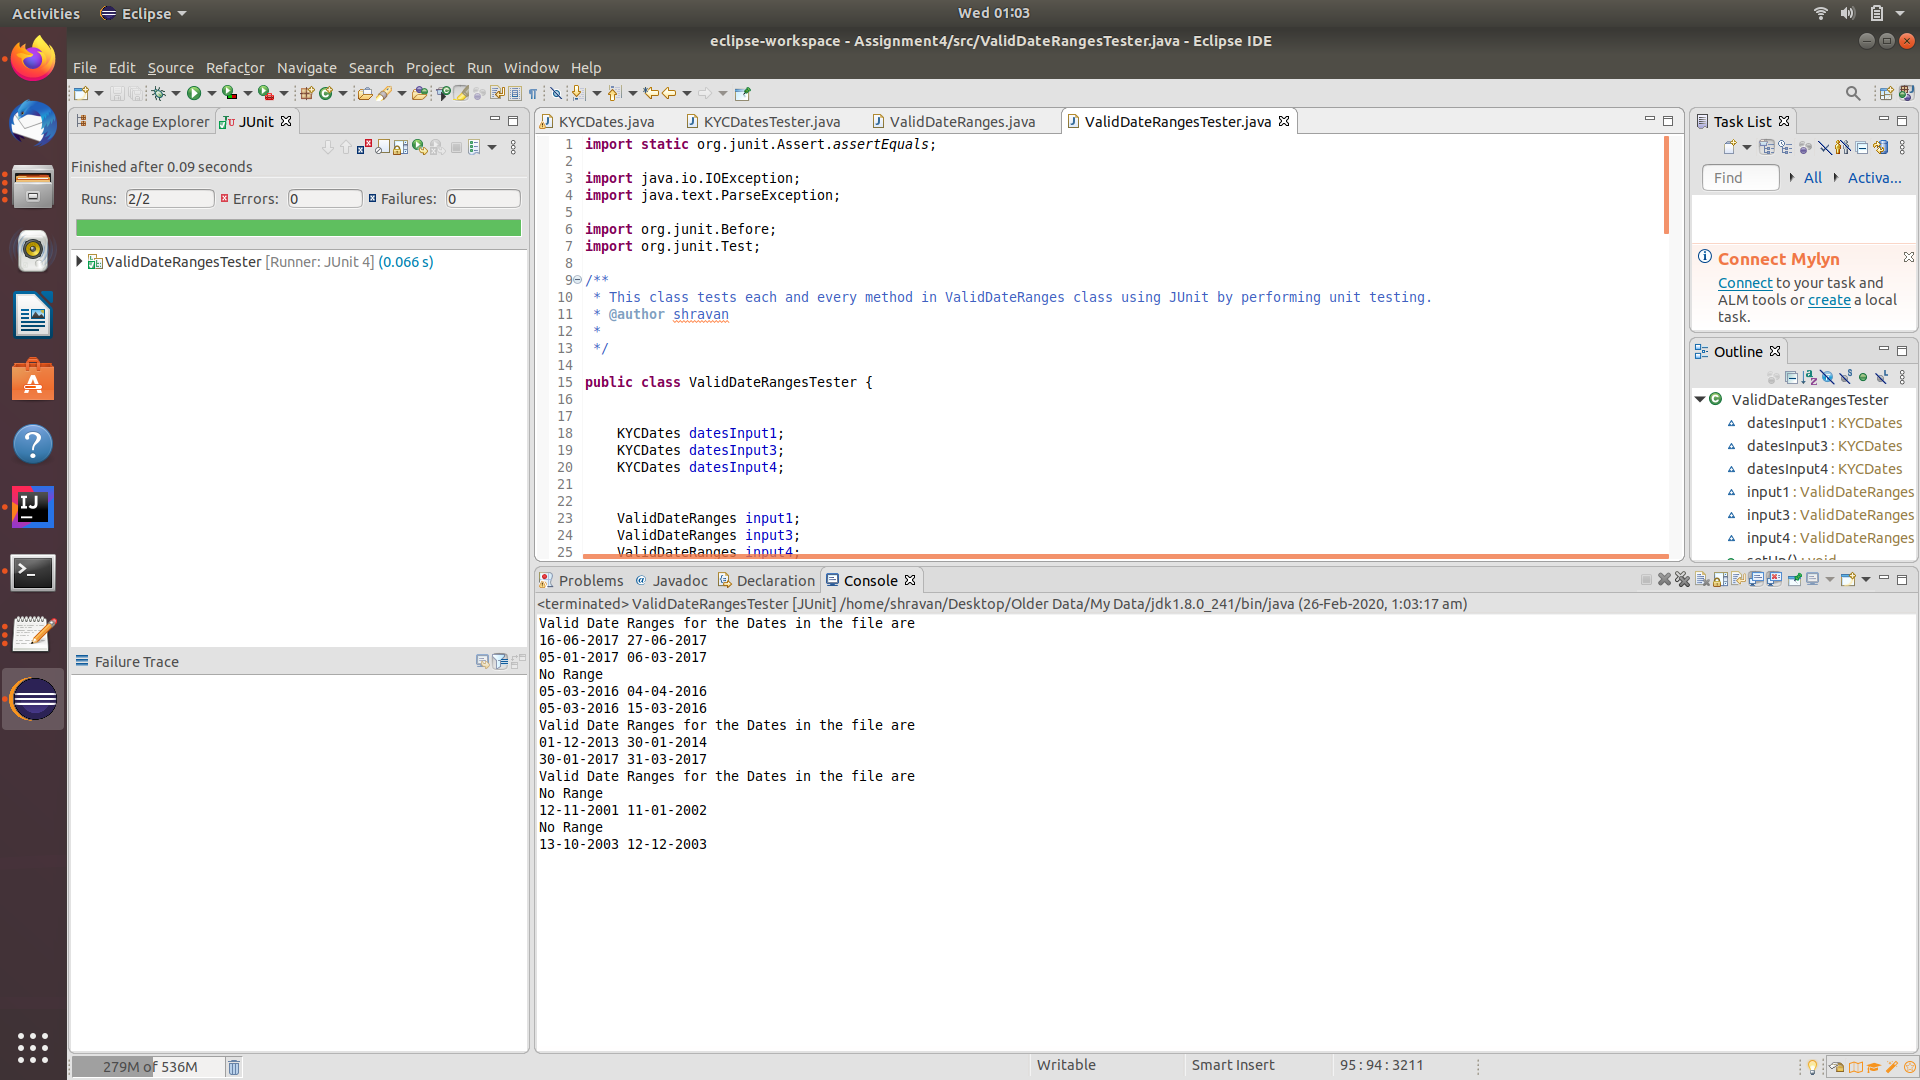 Activities Eclipse Wed 01:03
eclipse-workspace - Assignment4/src/ValidDateRangesTester.java - Eclipse IDE
File Edit Source Refactor Navigate Search Project Run Window Help
Package Explorer JUnit
Finished after 0.09 seconds
Runs: 2/2 Errors: 0 Failures: 0
ValidDateRangesTester [Runner: JUnit 4] (0.066 s)
Failure Trace
KYCDates.java KYCDatesTester.java ValidDateRanges.java ValidDateRangesTester.java
1 import static org.junit.Assert.assertEquals;
2
3 import java.io.IOException;
4 import java.text.ParseException;
5
6 import org.junit.Before;
7 import org.junit.Test;
8
9 /**
10 * This class tests each and every method in ValidDateRanges class using JUnit by performing unit testing.
11 * @author shravan
12 *
13 */
14
15 public class ValidDateRangesTester {
16
17
18 KYCDates datesInput1;
19 KYCDates datesInput3;
20 KYCDates datesInput4;
21
22
23 ValidDateRanges input1;
24 ValidDateRanges input3;
25 ValidDateRanges input4;
Task List
Find All Activa...
Connect Mylyn
Connect to your task and
ALM tools or create a local
task.
Outline
ValidDateRangesTester
datesInput1 : KYCDates
datesInput3 : KYCDates
datesInput4 : KYCDates
input1 : ValidDateRanges
input3 : ValidDateRanges
input4 : ValidDateRanges
setUp() : void
Problems @ Javadoc Declaration Console
<terminated> ValidDateRangesTester [JUnit] /home/shravan/Desktop/Older Data/My Data/jdk1.8.0_241/bin/java (26-Feb-2020, 1:03:17 am)
Valid Date Ranges for the Dates in the file are
16-06-2017 27-06-2017
05-01-2017 06-03-2017
No Range
05-03-2016 04-04-2016
05-03-2016 15-03-2016
Valid Date Ranges for the Dates in the file are
01-12-2013 30-01-2014
30-01-2017 31-03-2017
Valid Date Ranges for the Dates in the file are
No Range
12-11-2001 11-01-2002
No Range
13-10-2003 12-12-2003
279M of 536M Writable Smart Insert 95 : 94 : 3211